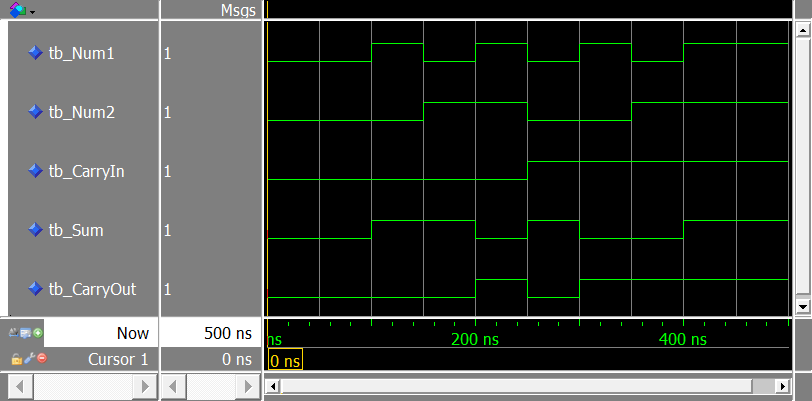 Msgs
tb_Num1 1
tb_Num2 1
tb_CarryIn 1
tb_Sum 1
tb_CarryOut 1
Now 500 ns ns 200 ns 400 ns
Cursor 1 0 ns 0 ns